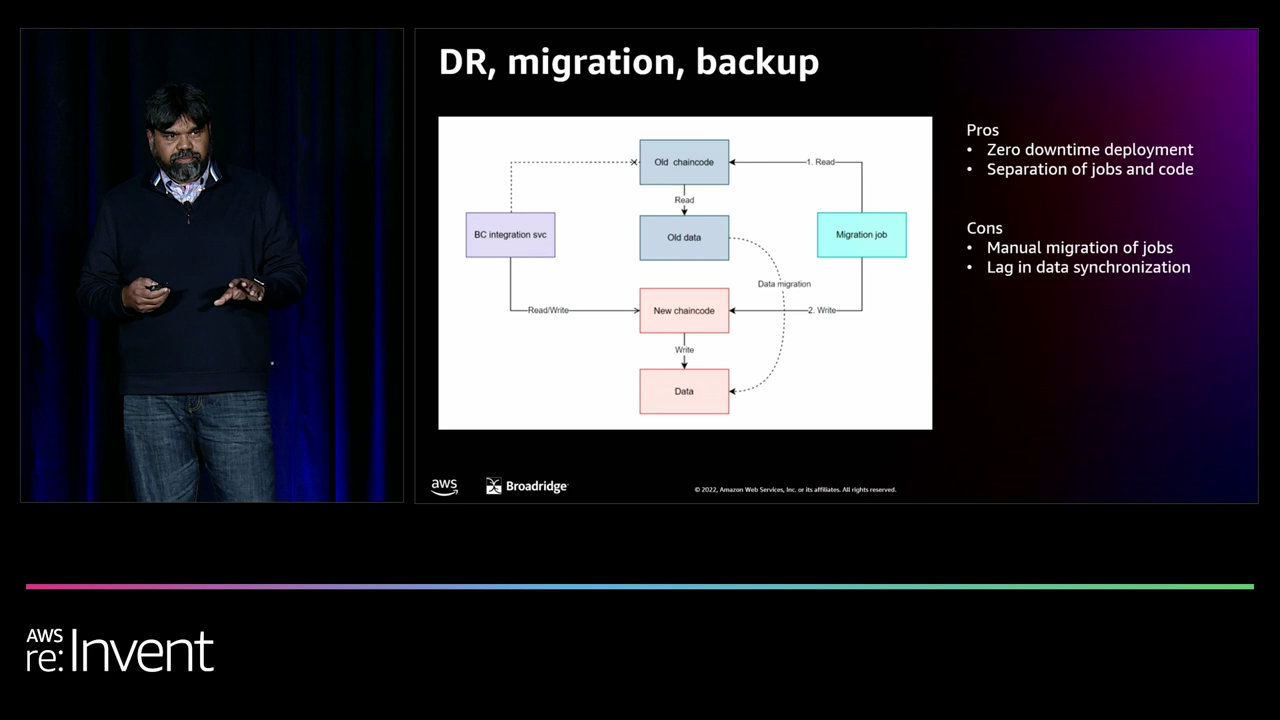 DR, migration, backup
Old chaincode
1. Read
Read
BC integration svc
Old data
Migration job
Data migration
Read/Write
New chaincode
2. Write
Write
Data
Pros
• Zero downtime deployment
• Separation of jobs and code
Cons
• Manual migration of jobs
• Lag in data synchronization
aws
Broadridge®
© 2022, Amazon Web Services, Inc. or its affiliates. All rights reserved.
AWS
re:Invent